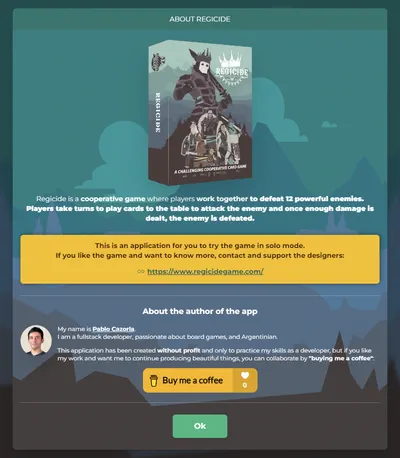 ABOUT REGICIDE
REGICIDE
REGICIDE
A CHALLENGING COOPERATIVE CARD GAME
Regicide is a cooperative game where players work together to defeat 12 powerful enemies.
Players take turns to play cards to the table to attack the enemy and once enough damage is
dealt, the enemy is defeated.
This is an application for you to try the game in solo mode.
If you like the game and want to know more, contact and support the designers:
https://www.regicidegame.com/
About the author of the app
My name is Pablo Cazorla.
I am a fullstack developer, passionate about board games, and Argentinian.
This application has been created without profit and only to practice my skills as a developer, but if you like
my work and want me to continue producing beautiful things, you can collaborate by "buying me a coffee".
Buy me a coffee
0
Ok